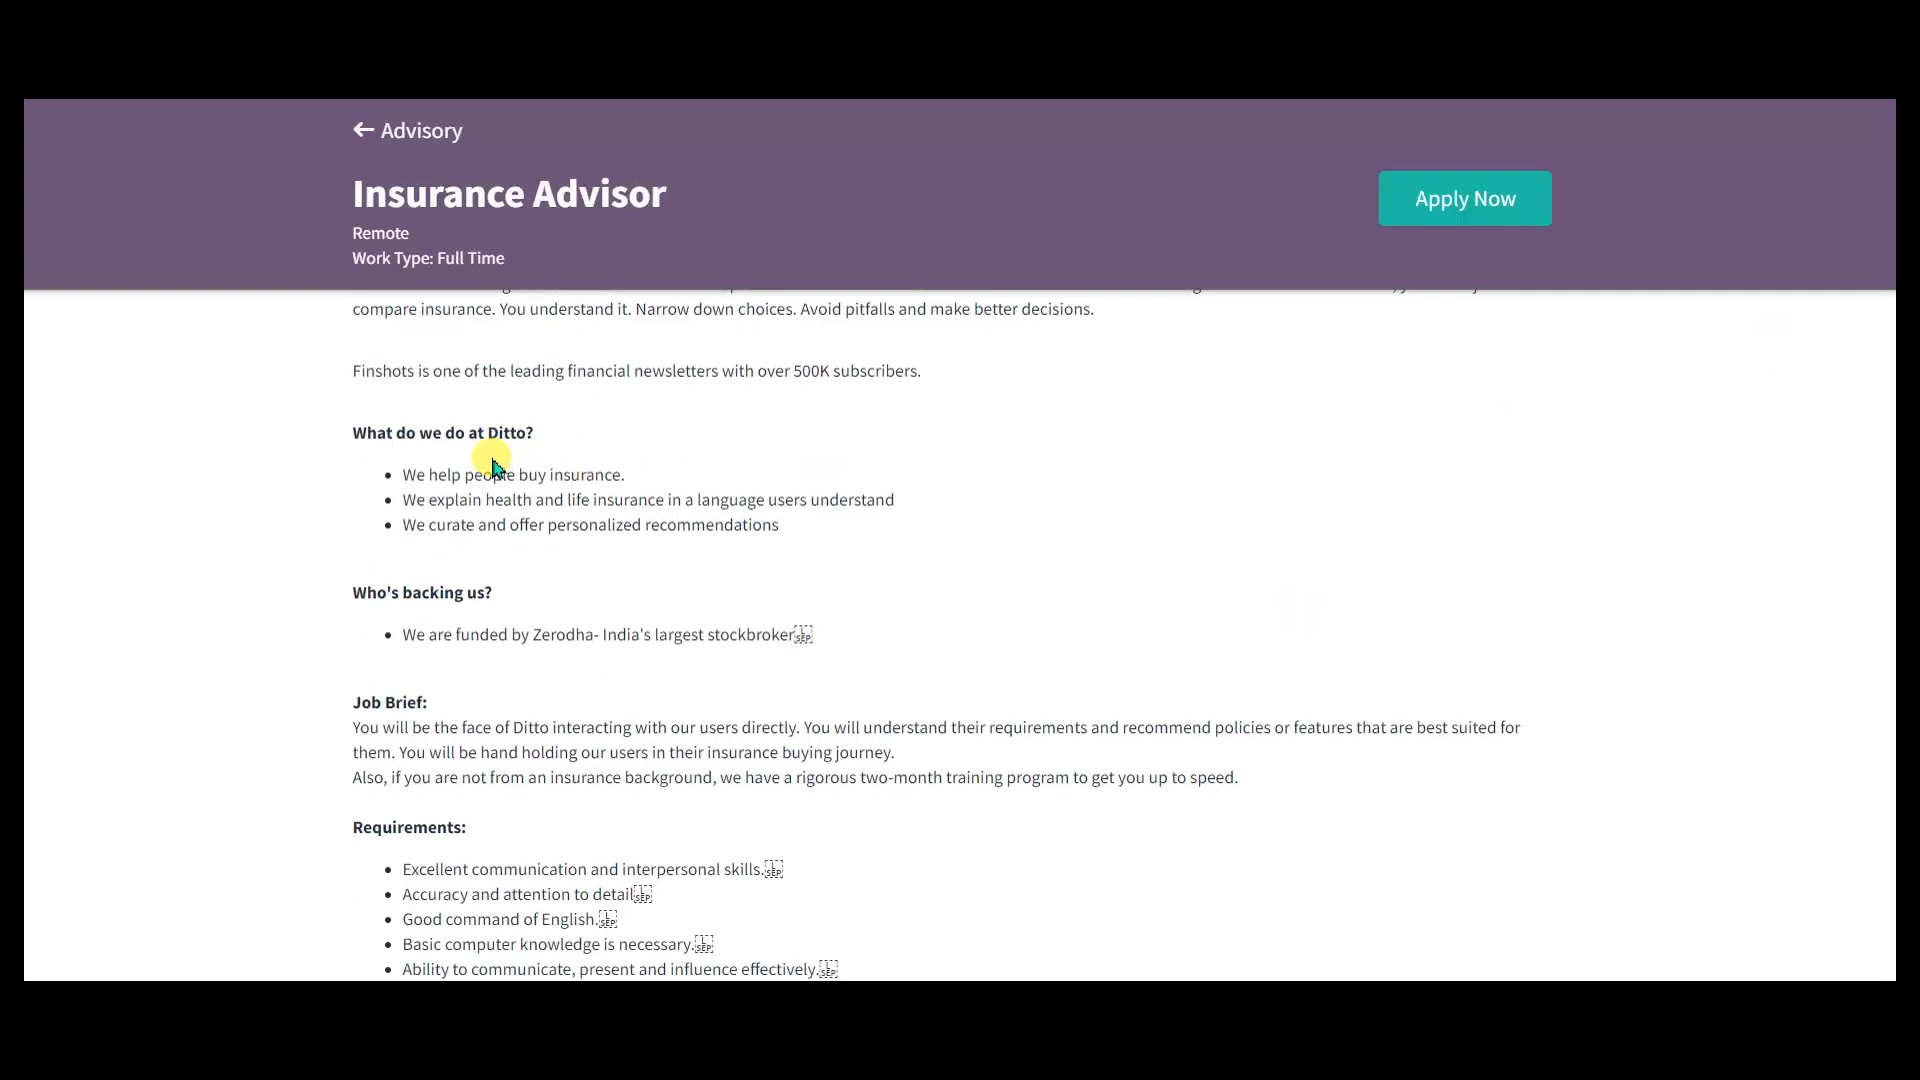 ← Advisory
Insurance Advisor
Apply Now
Remote
Work Type: Full Time
compare insurance. You understand it. Narrow down choices. Avoid pitfalls and make better decisions.
Finshots is one of the leading financial newsletters with over 500K subscribers.
What do we do at Ditto?
• We help people buy insurance.
• We explain health and life insurance in a language users understand
• We curate and offer personalized recommendations
Who's backing us?
• We are funded by Zerodha- India's largest stockbroker
Job Brief:
You will be the face of Ditto interacting with our users directly. You will understand their requirements and recommend policies or features that are best suited for
them. You will be hand holding our users in their insurance buying journey.
Also, if you are not from an insurance background, we have a rigorous two-month training program to get you up to speed.
Requirements:
• Excellent communication and interpersonal skills.
• Accuracy and attention to detail
• Good command of English.
• Basic computer knowledge is necessary.
• Ability to communicate, present and influence effectively.